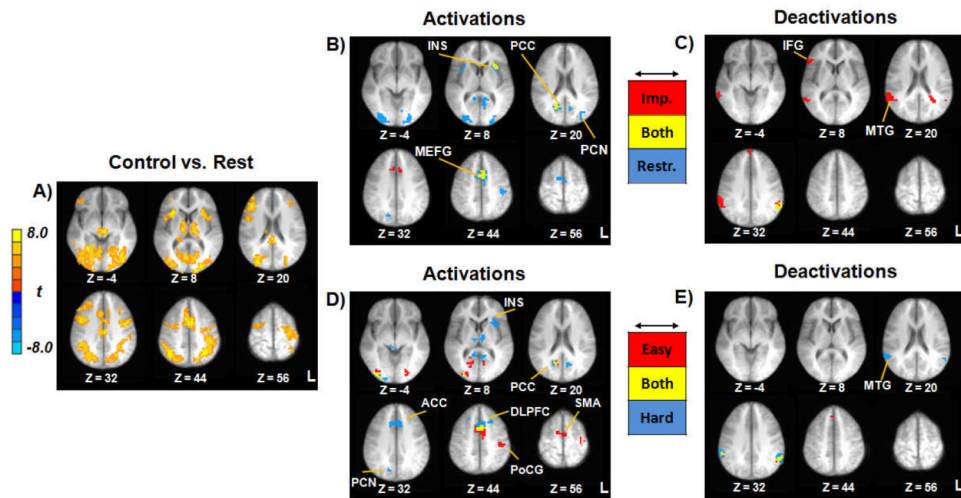 Control vs. Rest
A)
8.0
t
-8.0
Z = -4
Z = 8
Z = 20
Z = 32
Z = 44
Z = 56
L
Activations
B)
INS
PCC
Z = -4
Z = 8
Z = 20
PCN
MEFG
Z = 32
Z = 44
Z = 56
L
Imp.
Both
Restr.
Deactivations
C)
IFG
MTG
Z = -4
Z = 8
Z = 20
Z = 32
Z = 44
Z = 56
L
Activations
D)
INS
PCC
Z = -4
Z = 8
Z = 20
ACC
DLPFC
SMA
PoCG
PCN
Z = 32
Z = 44
Z = 56
L
Easy
Both
Hard
Deactivations
E)
MTG
Z = -4
Z = 8
Z = 20
Z = 32
Z = 44
Z = 56
L